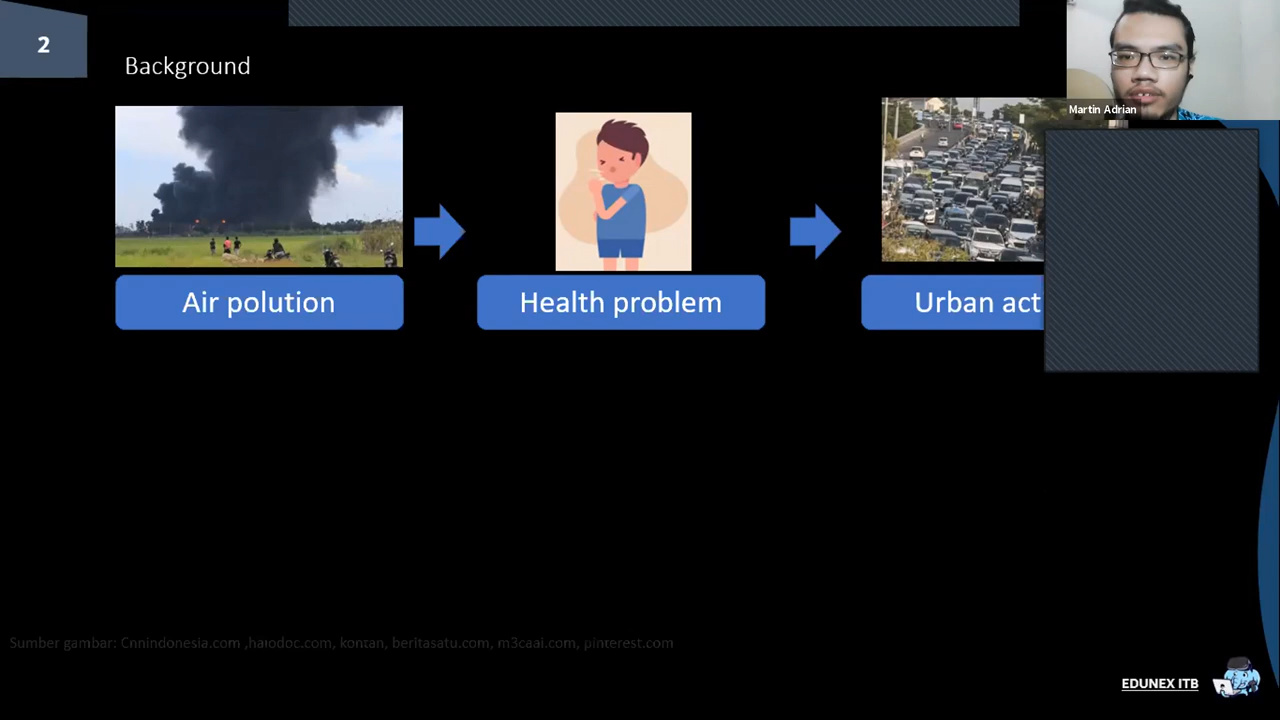 2
Background
Martin Adrian
Air polution
Health problem
Urban act
Sumber gambar: Cnnindonesia.com ,halodoc.com, kontan, beritasatu.com, m3caai.com, pinterest.com
EDUNEX ITB